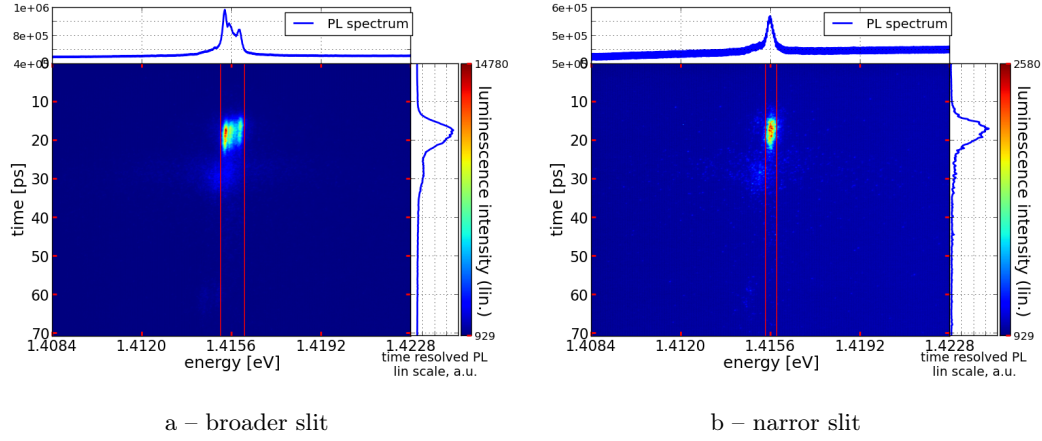 1e+06
8e+05
4e+05
PL spectrum
0
10
20
30
40
50
60
70
time [ps]
1.4084
1.4120
1.4156
1.4192
1.4228
energy [eV]
14780
929
luminescence intensity (lin.)
time resolved PL
lin scale, a.u.
a – broader slit
6e+05
5e+05
PL spectrum
0
10
20
30
40
50
60
70
time [ps]
1.4084
1.4120
1.4156
1.4192
1.4228
energy [eV]
2580
929
luminescence intensity (lin.)
time resolved PL
lin scale, a.u.
b – narror slit